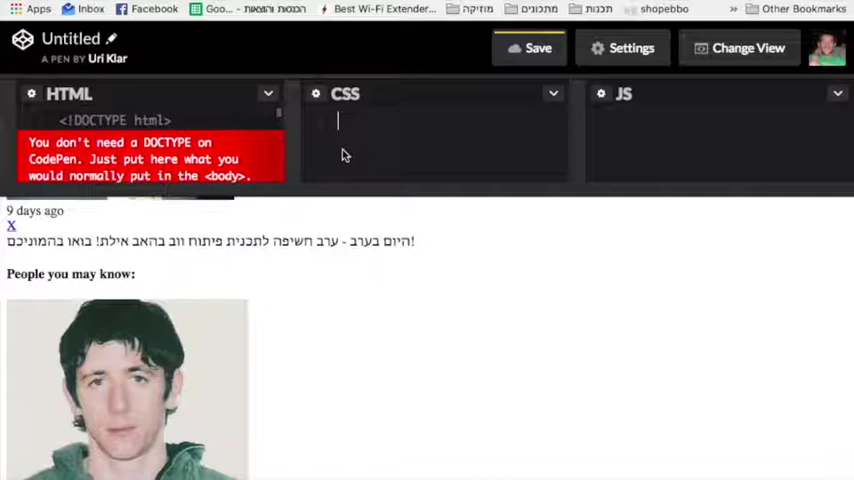 Apps Inbox Facebook Goo... הכנסות והוצאות - Best Wi-Fi Extender... מוזיקה מתכונים תכנות shopebbo » Other Bookmarks
Untitled Save Settings Change View
A PEN BY Uri Klar
HTML CSS JS
<!DOCTYPE html>
You don't need a DOCTYPE on
CodePen. Just put here what you
would normally put in the <body>.
9 days ago
X
היום בערב - ערב חשיפה לתכנית פיתוח ווב בהאב אילת! בואו בהמוניכם!
People you may know: